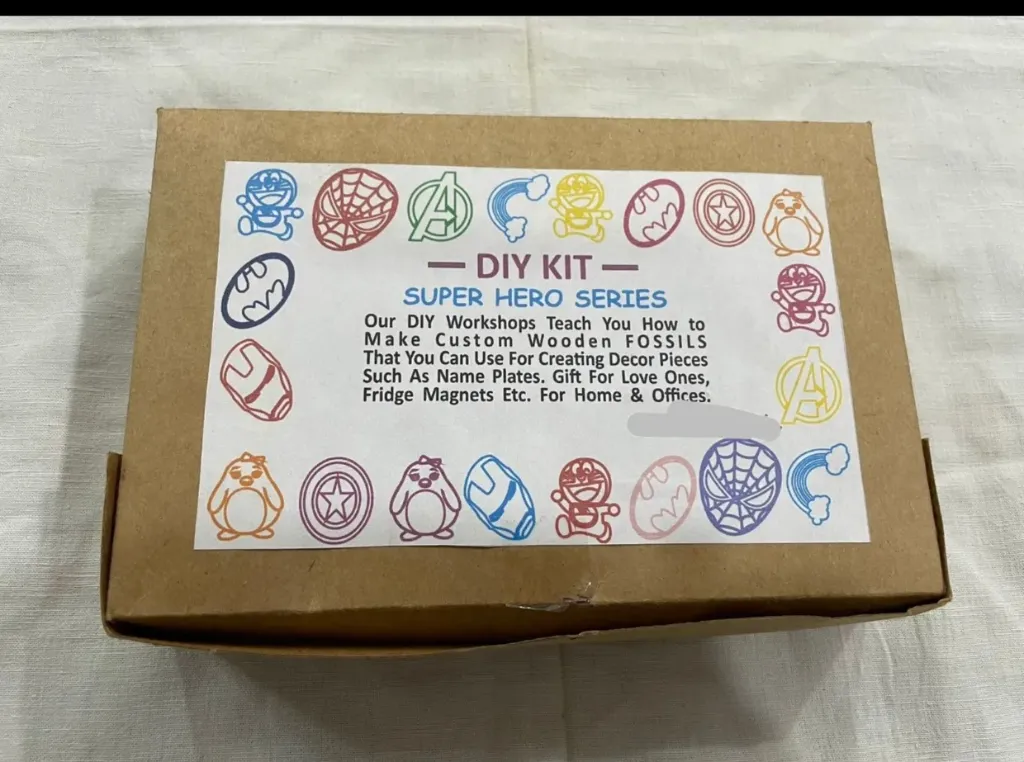 — DIY KIT —
SUPER HERO SERIES
Our DIY Workshops Teach You How to
Make Custom Wooden FOSSILS
That You Can Use For Creating Decor Pieces
Such As Name Plates. Gift For Love Ones,
Fridge Magnets Etc. For Home & Offices.